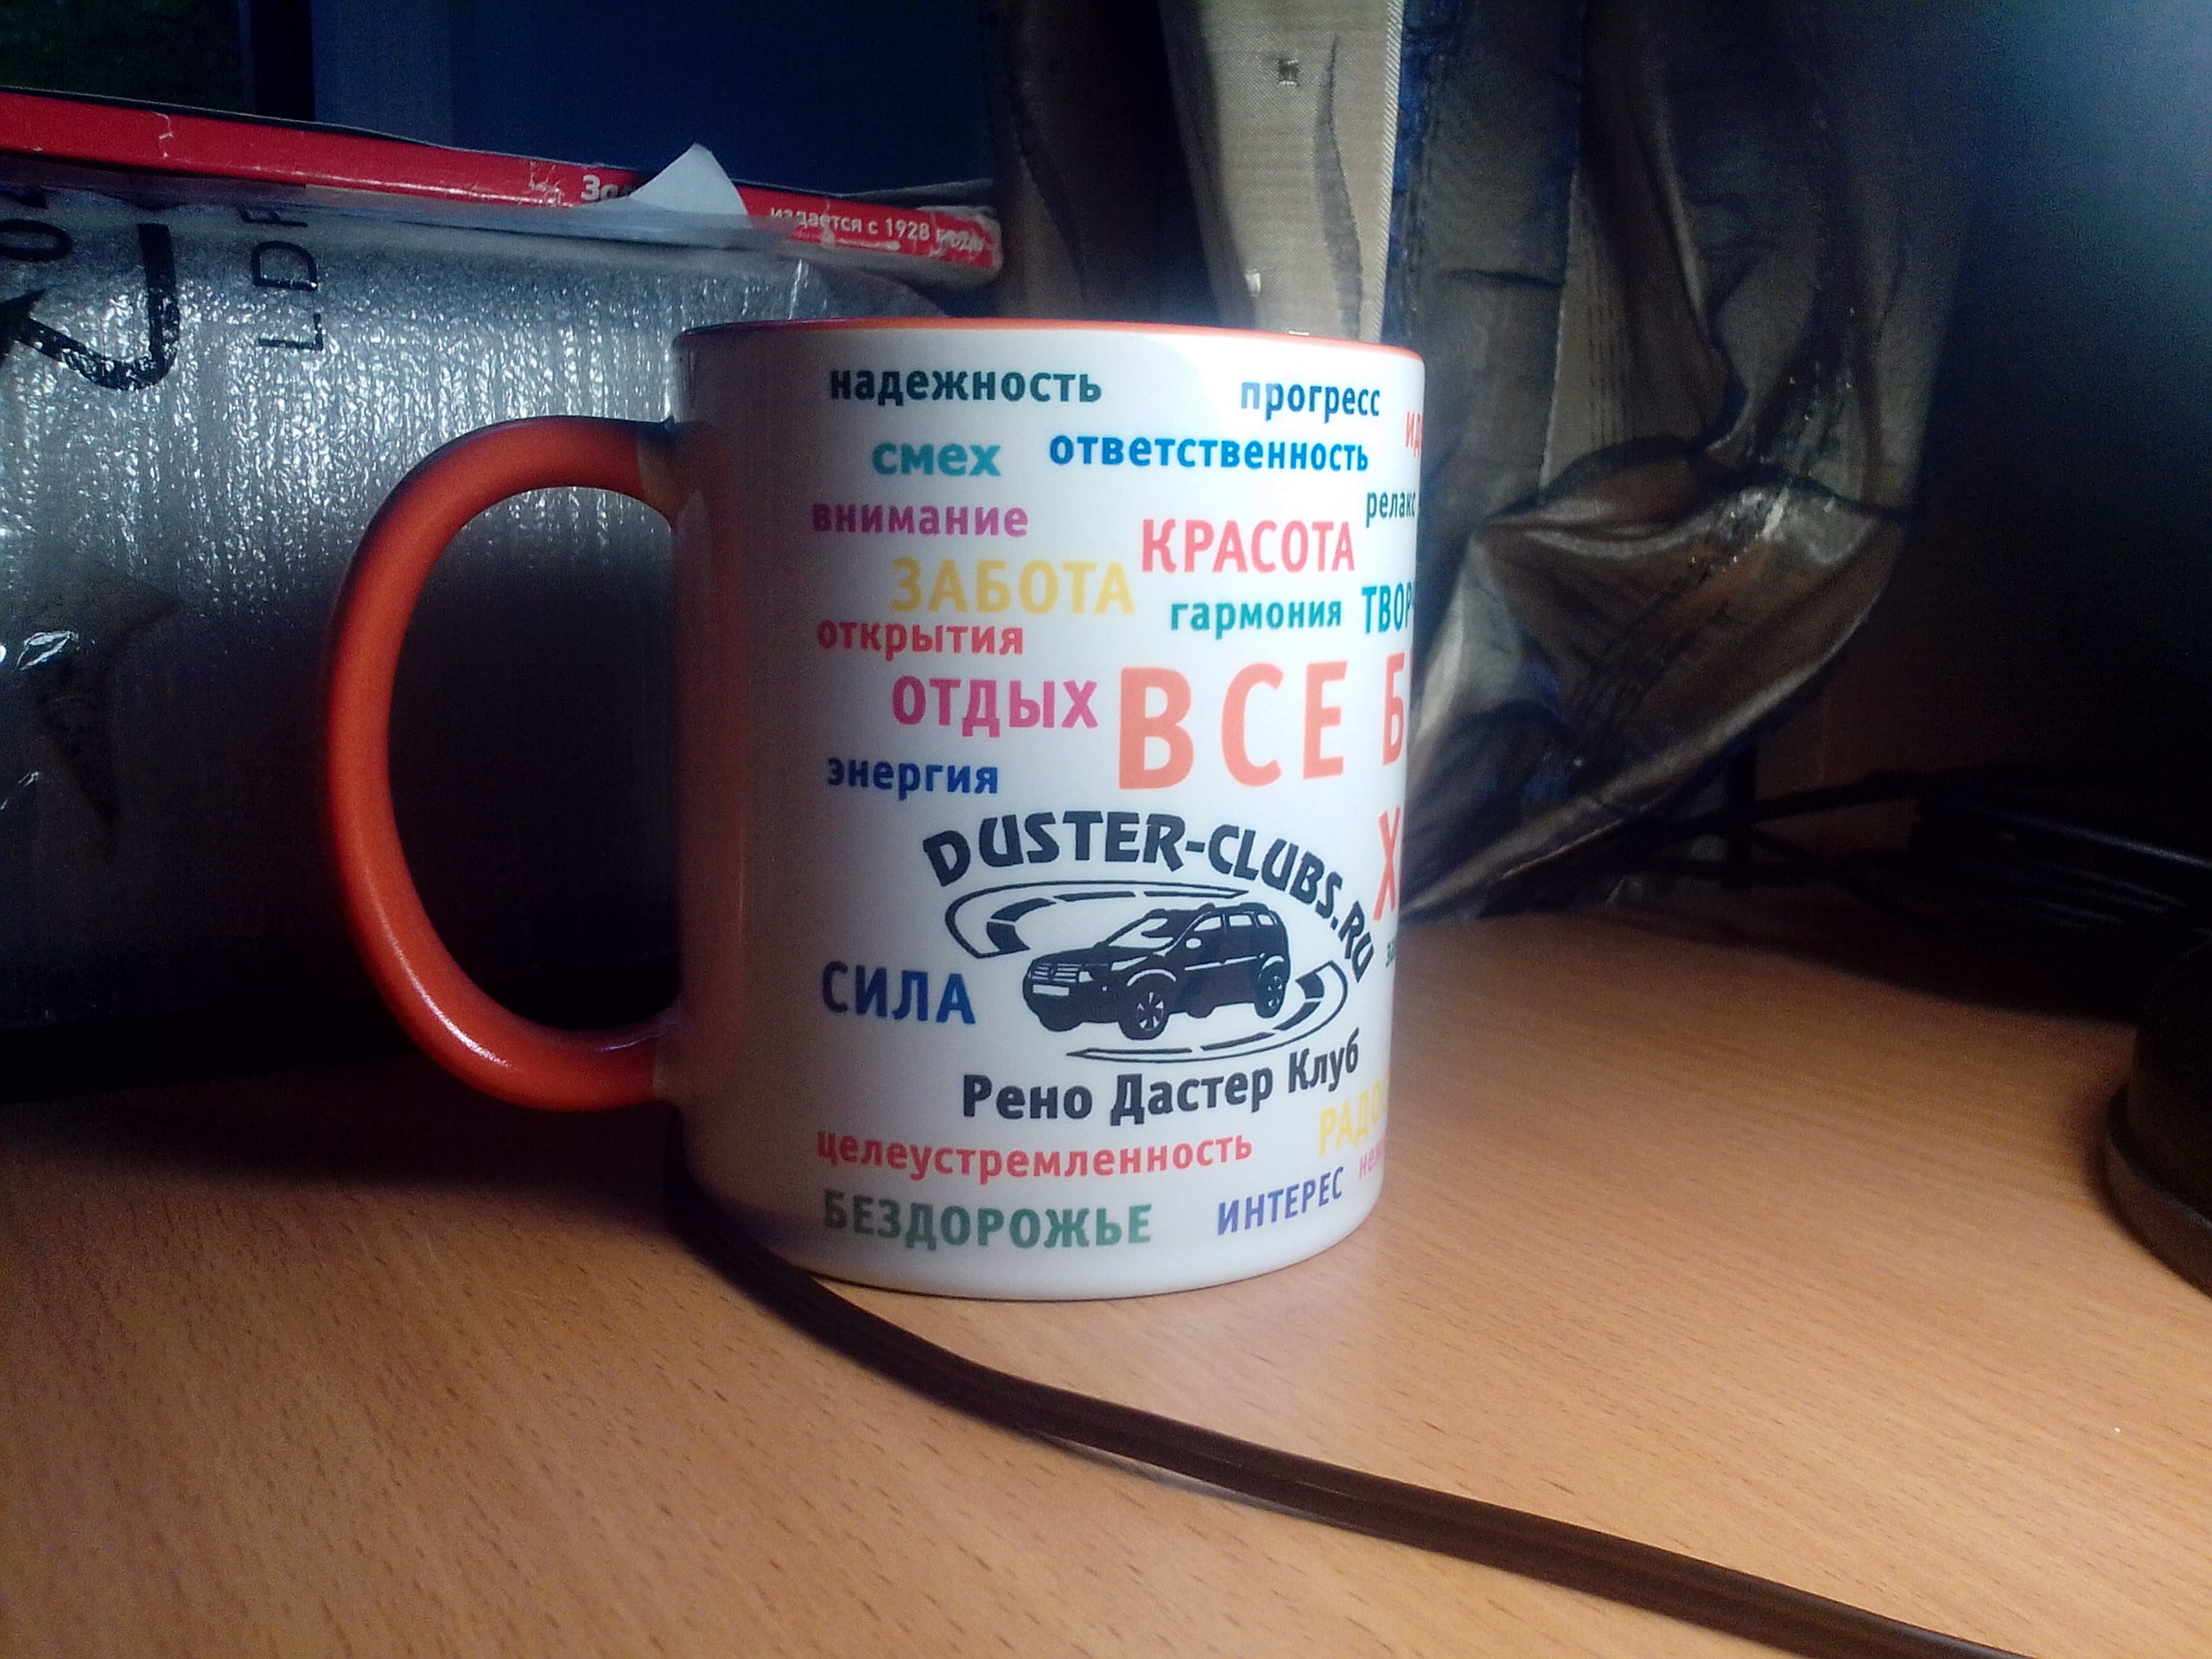 издается с 1928 года
LDF
надежность
прогресс
смех
ответственность
релакс
внимание
КРАСОТА
ЗАБОТА
гармония
открытия
ОТДЫХ
ВСЕ
энергия
DUSTER-CLUBS.RU
СИЛА
Рено Дастер Клуб
целеустремленность
БЕЗДОРОЖЬЕ
ИНТЕРЕС